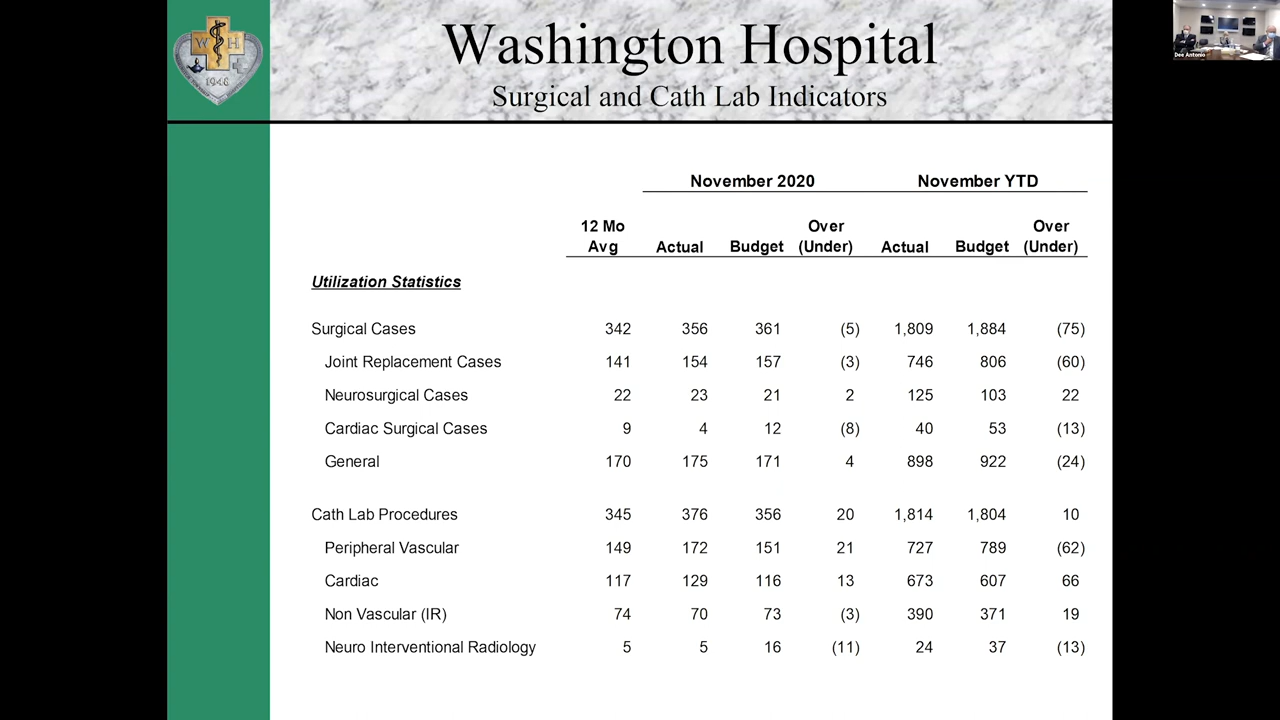 W H
1948
Washington Hospital
Surgical and Cath Lab Indicators
Dee Antonio
November 2020 November YTD
12 Mo Over Over
Avg Actual Budget (Under) Actual Budget (Under)
Utilization Statistics
Surgical Cases 342 356 361 (5) 1,809 1,884 (75)
Joint Replacement Cases 141 154 157 (3) 746 806 (60)
Neurosurgical Cases 22 23 21 2 125 103 22
Cardiac Surgical Cases 9 4 12 (8) 40 53 (13)
General 170 175 171 4 898 922 (24)
Cath Lab Procedures 345 376 356 20 1,814 1,804 10
Peripheral Vascular 149 172 151 21 727 789 (62)
Cardiac 117 129 116 13 673 607 66
Non Vascular (IR) 74 70 73 (3) 390 371 19
Neuro Interventional Radiology 5 5 16 (11) 24 37 (13)